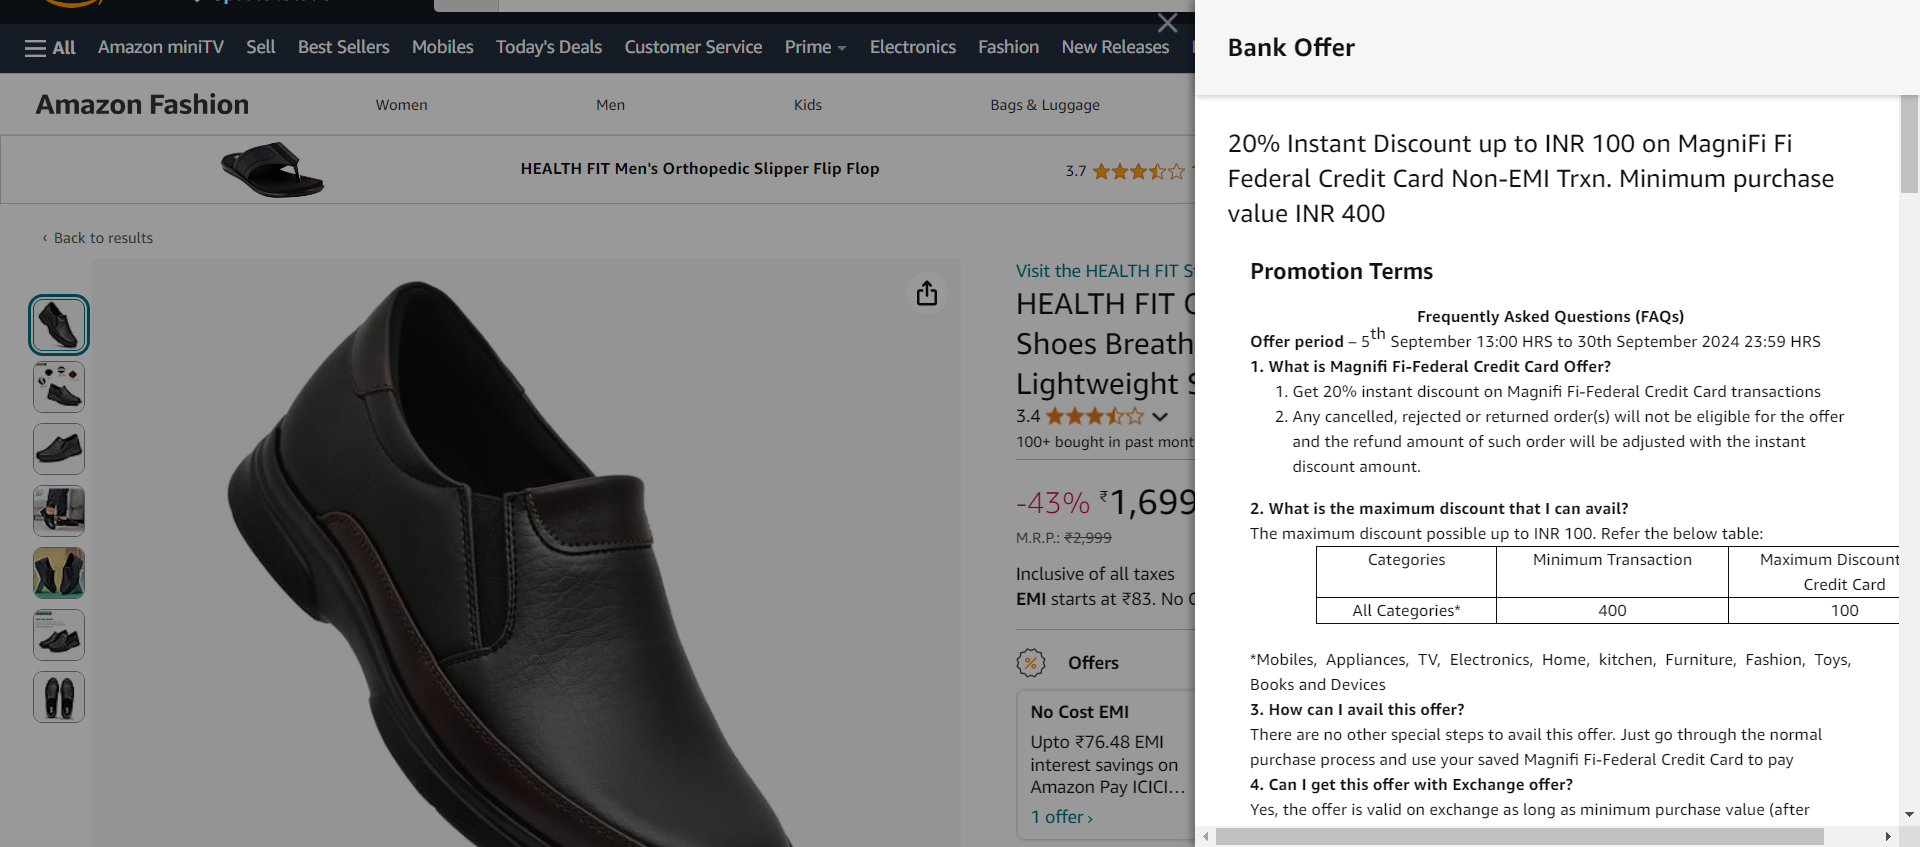 All
Amazon miniTV
Sell
Best Sellers
Mobiles
Today's Deals
Customer Service
Prime
Electronics
Fashion
New Releases
Amazon Fashion
Women
Men
Kids
Bags & Luggage
HEALTH FIT Men's Orthopedic Slipper Flip Flop
3.7
‹ Back to results
Visit the HEALTH FIT S
HEALTH FIT
Shoes Breath
Lightweight
3.4
100+ bought in past mont
-43% ₹1,699
M.R.P.: ₹2,999
Inclusive of all taxes
EMI starts at ₹83. No
Offers
No Cost EMI
Upto ₹76.48 EMI
interest savings on
Amazon Pay ICICI…
1 offer ›
Bank Offer
20% Instant Discount up to INR 100 on MagniFi Fi
Federal Credit Card Non-EMI Trxn. Minimum purchase
value INR 400
Promotion Terms
Frequently Asked Questions (FAQs)
Offer period – 5th September 13:00 HRS to 30th September 2024 23:59 HRS
1. What is Magnifi Fi-Federal Credit Card Offer?
1. Get 20% instant discount on Magnifi Fi-Federal Credit Card transactions
2. Any cancelled, rejected or returned order(s) will not be eligible for the offer
and the refund amount of such order will be adjusted with the instant
discount amount.
2. What is the maximum discount that I can avail?
The maximum discount possible up to INR 100. Refer the below table:
Categories
Minimum Transaction
Maximum Discount
Credit Card
All Categories*
400
100
*Mobiles, Appliances, TV, Electronics, Home, kitchen, Furniture, Fashion, Toys,
Books and Devices
3. How can I avail this offer?
There are no other special steps to avail this offer. Just go through the normal
purchase process and use your saved Magnifi Fi-Federal Credit Card to pay
4. Can I get this offer with Exchange offer?
Yes, the offer is valid on exchange as long as minimum purchase value (after